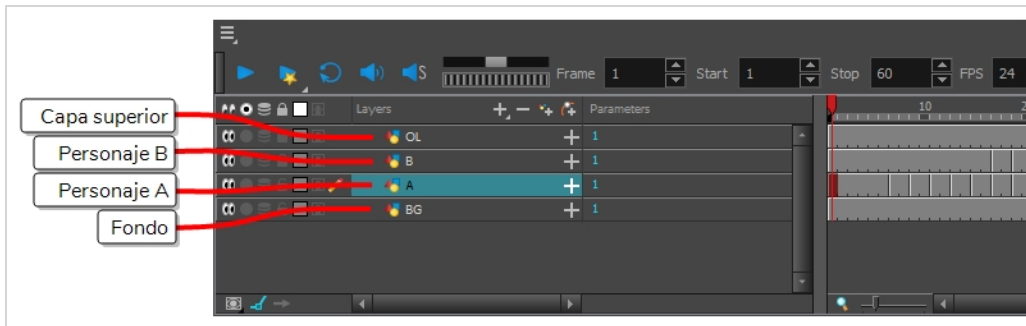 Frame 1 Start 1 Stop 60 FPS 24
Layers Parameters 10 2
Capa superior OL 1
Personaje B B 1
Personaje A A 1
Fondo BG 1